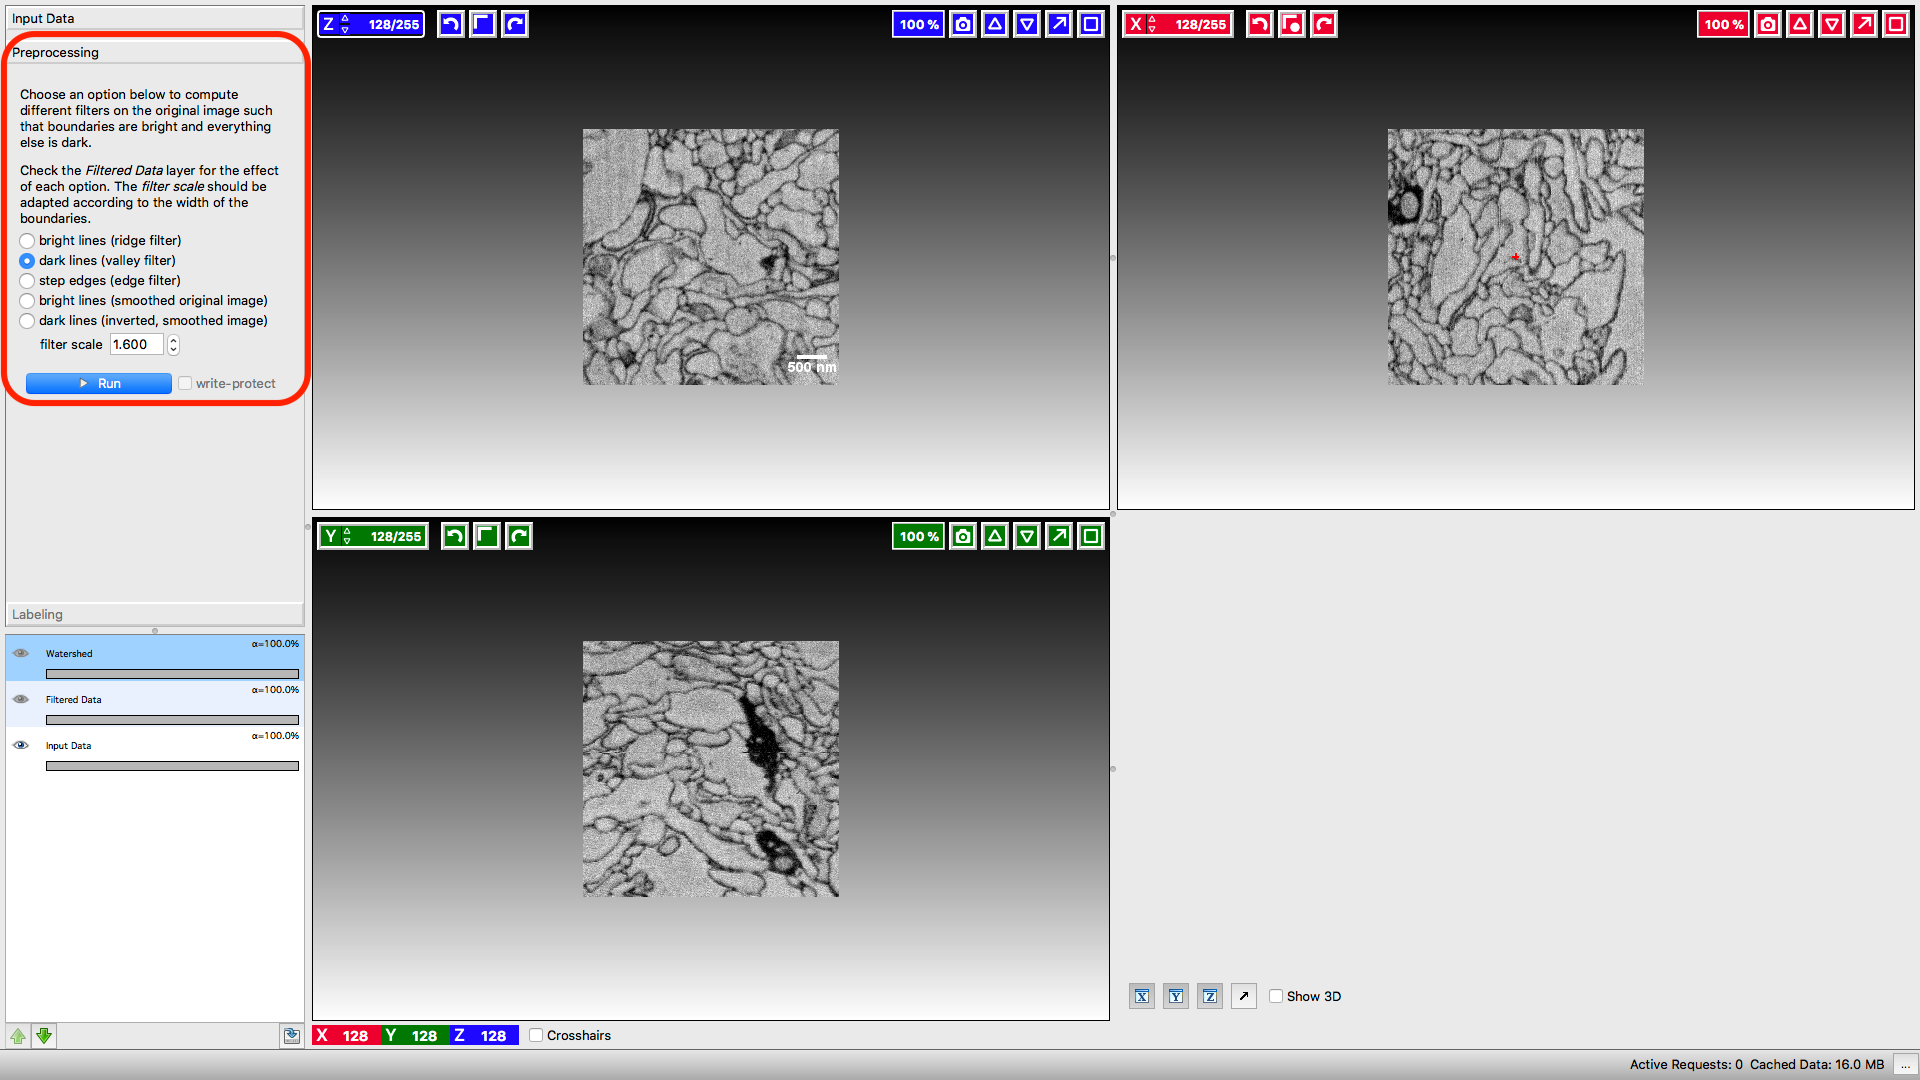 Input Data
Preprocessing
Choose an option below to compute
different filters on the original image such
that boundaries are bright and everything
else is dark.
Check the Filtered Data layer for the effect
of each option. The filter scale should be
adapted according to the width of the
boundaries.
bright lines (ridge filter)
dark lines (valley filter)
step edges (edge filter)
bright lines (smoothed original image)
dark lines (inverted, smoothed image)
filter scale 1.600
Run write-protect
Labeling
α=100.0%
Watershed
α=100.0%
Filtered Data
α=100.0%
Input Data
Z 128/255 100 %
500 nm
X 128/255 100 %
Y 128/255 100 %
X Y Z Show 3D
X 128 Y 128 Z 128 Crosshairs
Active Requests: 0 Cached Data: 16.0 MB ...